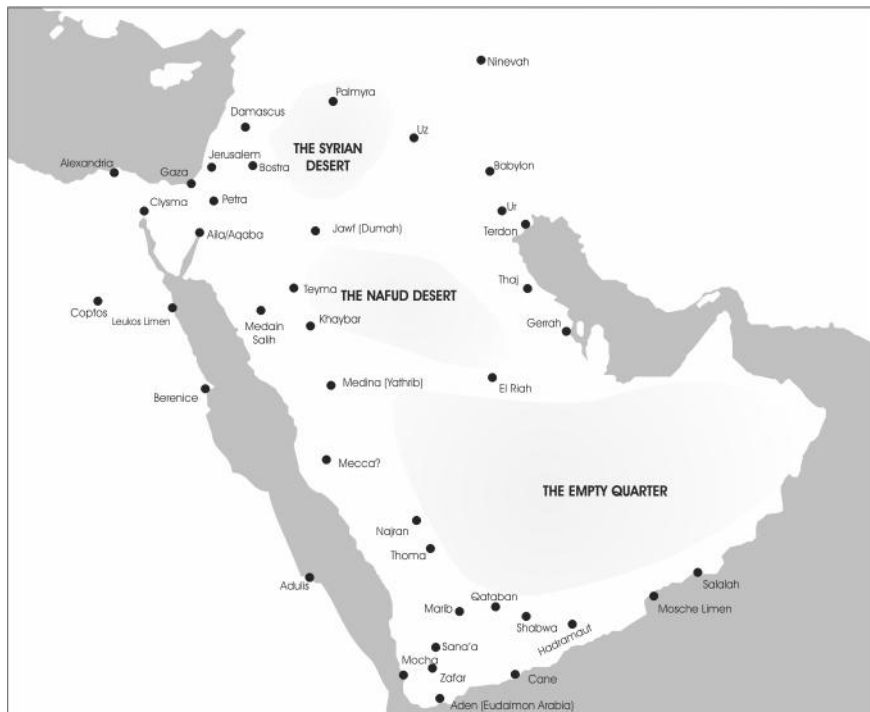 Ninevah
Palmyra
Damascus
Uz
THE SYRIAN
DESERT
Jerusalem
Alexandria
Gaza
Bostra
Babylon
Clysma
Petra
Ur
Terdon
Aila/Aqaba
Jawf (Dumah)
Teyma
THE NAFUD DESERT
Thaj
Coptos
Leukos Limen
Medain
Salih
Khaybar
Gerrah
Berenice
Medina (Yathrib)
El Riah
Mecca?
THE EMPTY QUARTER
Najran
Thoma
Adulis
Salalah
Qataban
Marib
Mosche Limen
Shabwa
Hadramaut
Sana'a
Mocha
Zafar
Cane
Aden (Eudaimon Arabia)